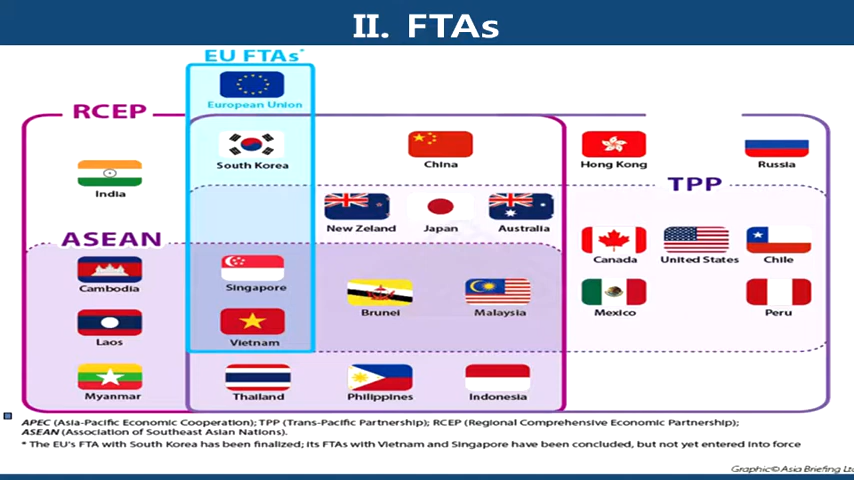 II. FTAs
EU FTAs*
European Union
RCEP
South Korea
China
Hong Kong
Russia
India
TPP
New Zeland
Japan
Australia
ASEAN
Canada
United States
Chile
Cambodia
Singapore
Brunei
Malaysia
Mexico
Peru
Laos
Vietnam
Myanmar
Thailand
Philippines
Indonesia
APEC (Asia-Pacific Economic Cooperation); TPP (Trans-Pacific Partnership); RCEP (Regional Comprehensive Economic Partnership);
ASEAN (Association of Southeast Asian Nations).
* The EU's FTA with South Korea has been finalized; its FTAs with Vietnam and Singapore have been concluded, but not yet entered into force
Graphic© Asia Briefing Lt